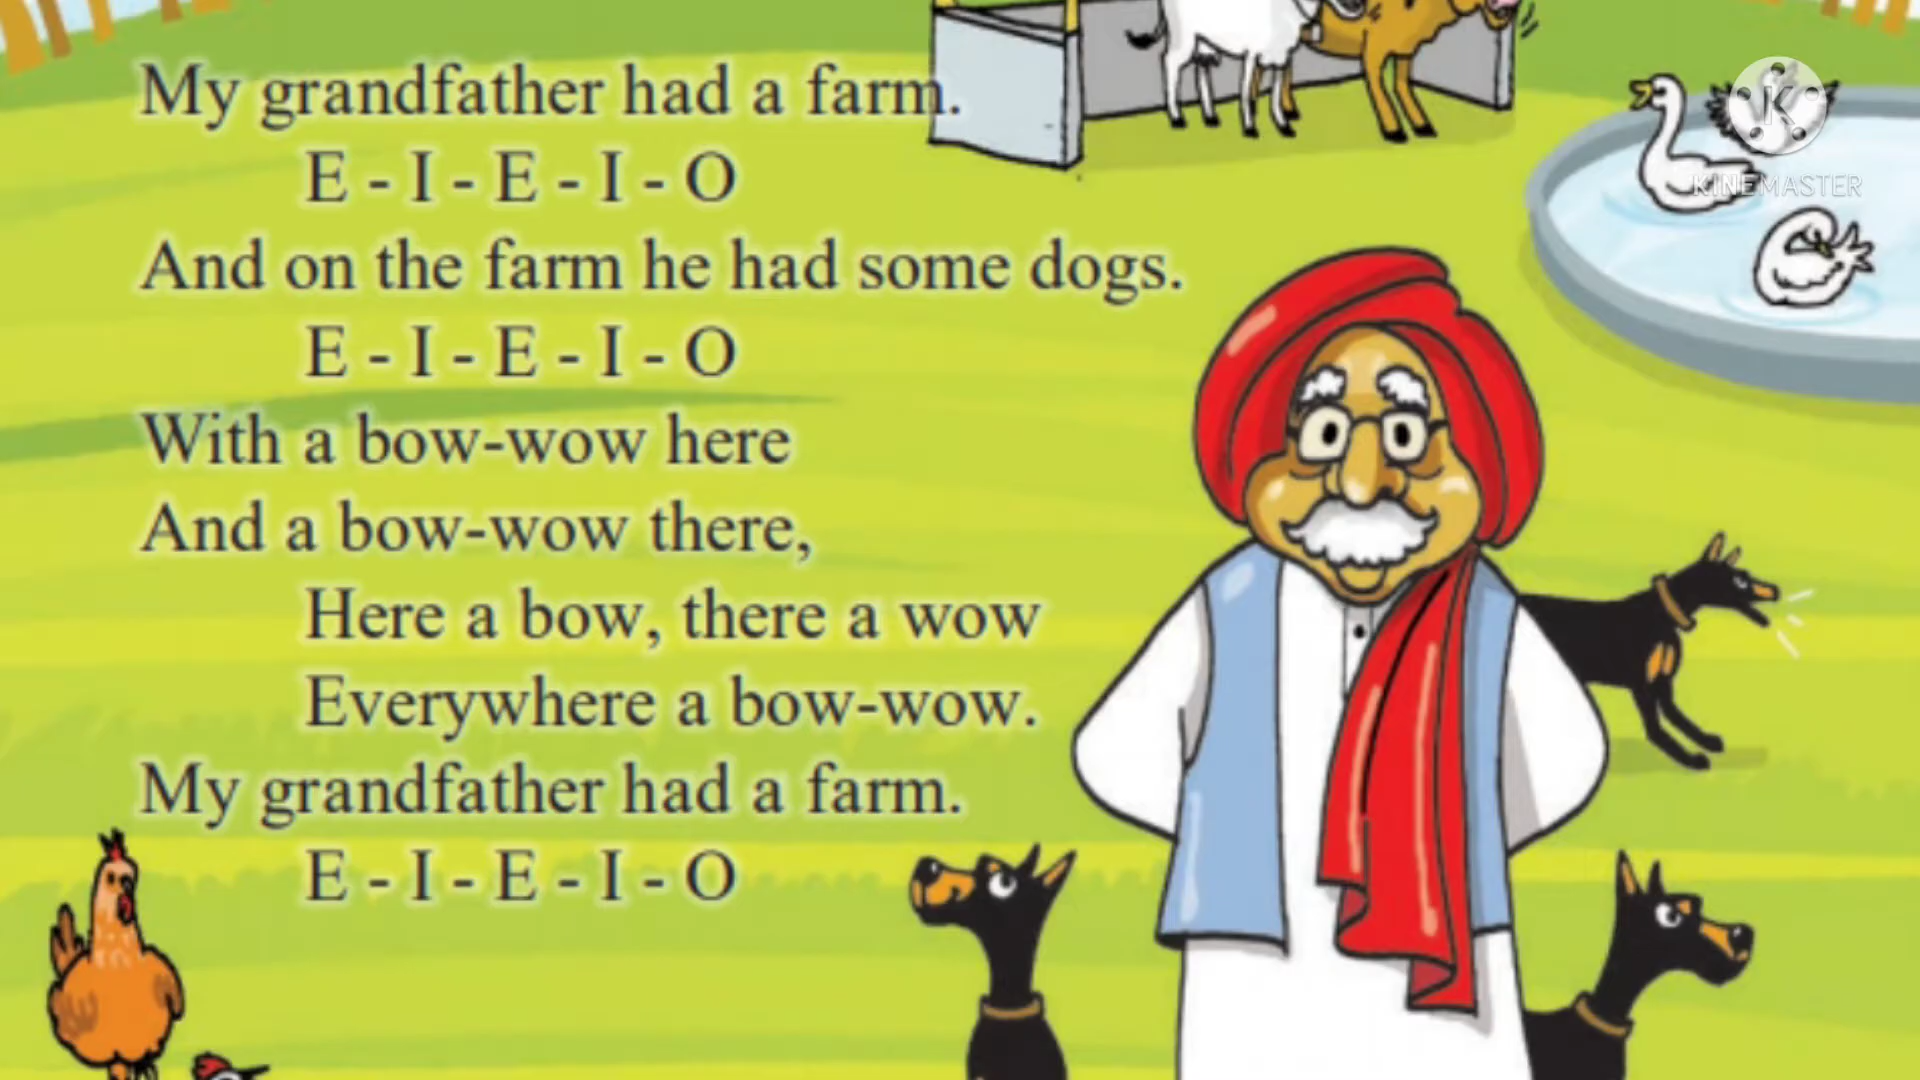 My grandfather had a farm.
E - I - E - I - O
And on the farm he had some dogs.
E - I - E - I - O
With a bow-wow here
And a bow-wow there,
Here a bow, there a wow
Everywhere a bow-wow.
My grandfather had a farm.
E - I - E - I - O
K
KINEMASTER